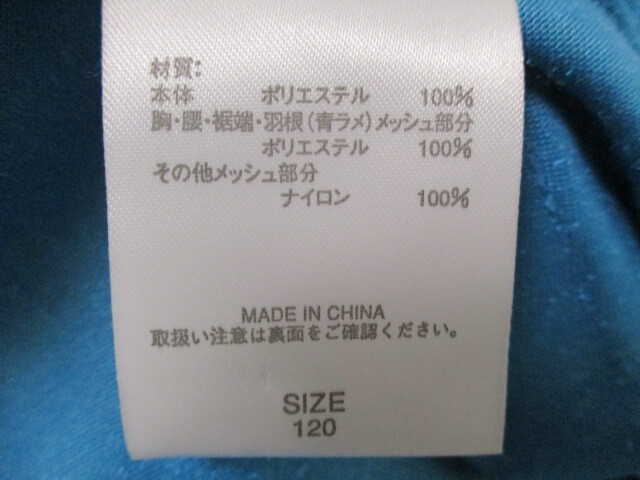 材質:
本体 ポリエステル 100%
胸・腰・裾端・羽根(青ラメ)メッシュ部分
ポリエステル 100%
その他メッシュ部分
ナイロン 100%
MADE IN CHINA
取扱い注意は裏面をご確認ください。
SIZE
120